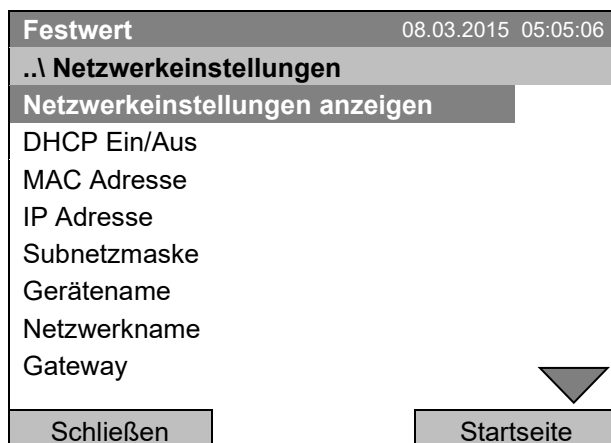 Festwert 08.03.2015 05:05:06
..\ Netzwerkeinstellungen
Netzwerkeinstellungen anzeigen
DHCP Ein/Aus
MAC Adresse
IP Adresse
Subnetzmaske
Gerätename
Netzwerkname
Gateway
Schließen Startseite